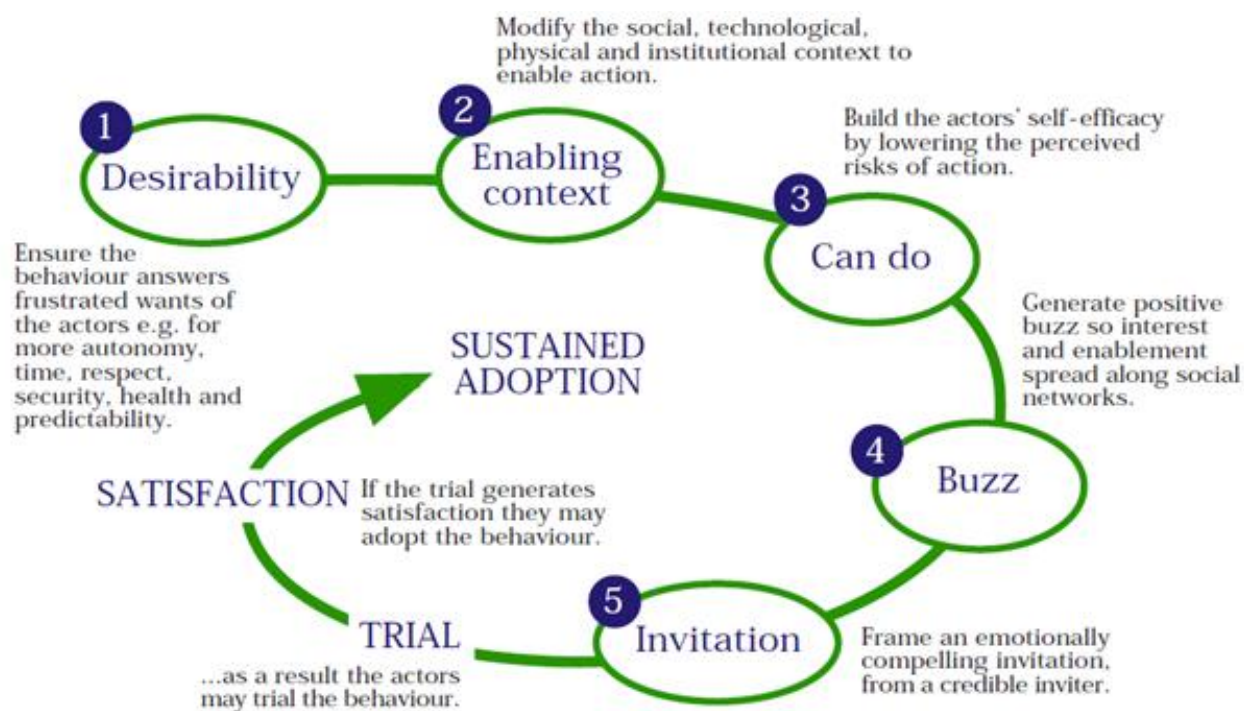 1
Desirability
Ensure the
behaviour answers
frustrated wants of
the actors e.g. for
more autonomy,
time, respect,
security, health and
predictability.
2
Enabling
context
Modify the social, technological,
physical and institutional context to
enable action.
3
Can do
Build the actors' self-efficacy
by lowering the perceived
risks of action.
4
Buzz
Generate positive
buzz so interest
and enablement
spread along social
networks.
5
Invitation
Frame an emotionally
compelling invitation,
from a credible inviter.
TRIAL
...as a result the actors
may trial the behaviour.
SATISFACTION
If the trial generates
satisfaction they may
adopt the behaviour.
SUSTAINED
ADOPTION